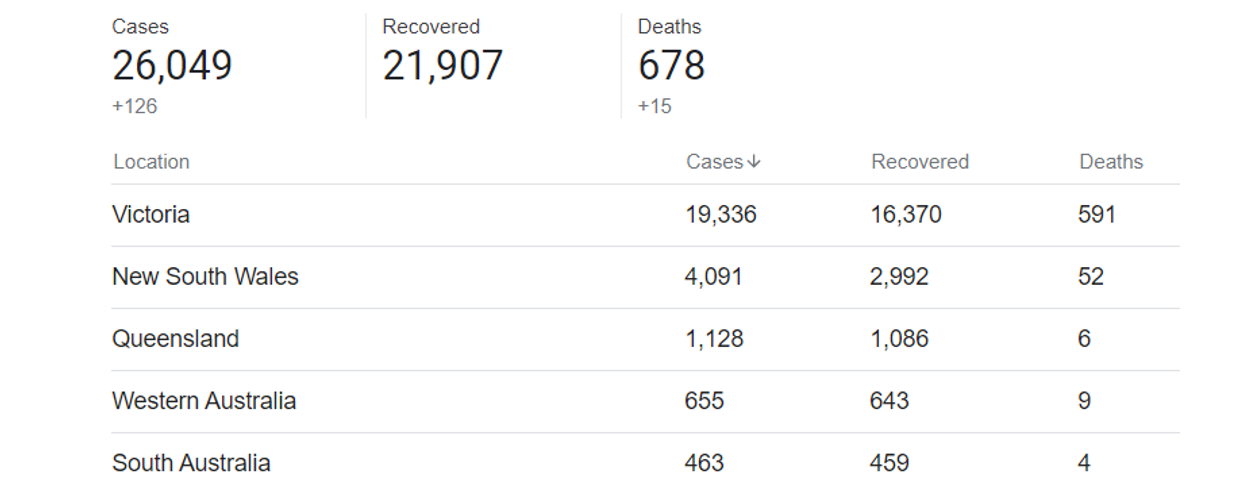 Cases Recovered Deaths
26,049 21,907 678
+126 +15
Location Cases↓ Recovered Deaths
Victoria 19,336 16,370 591
New South Wales 4,091 2,992 52
Queensland 1,128 1,086 6
Western Australia 655 643 9
South Australia 463 459 4